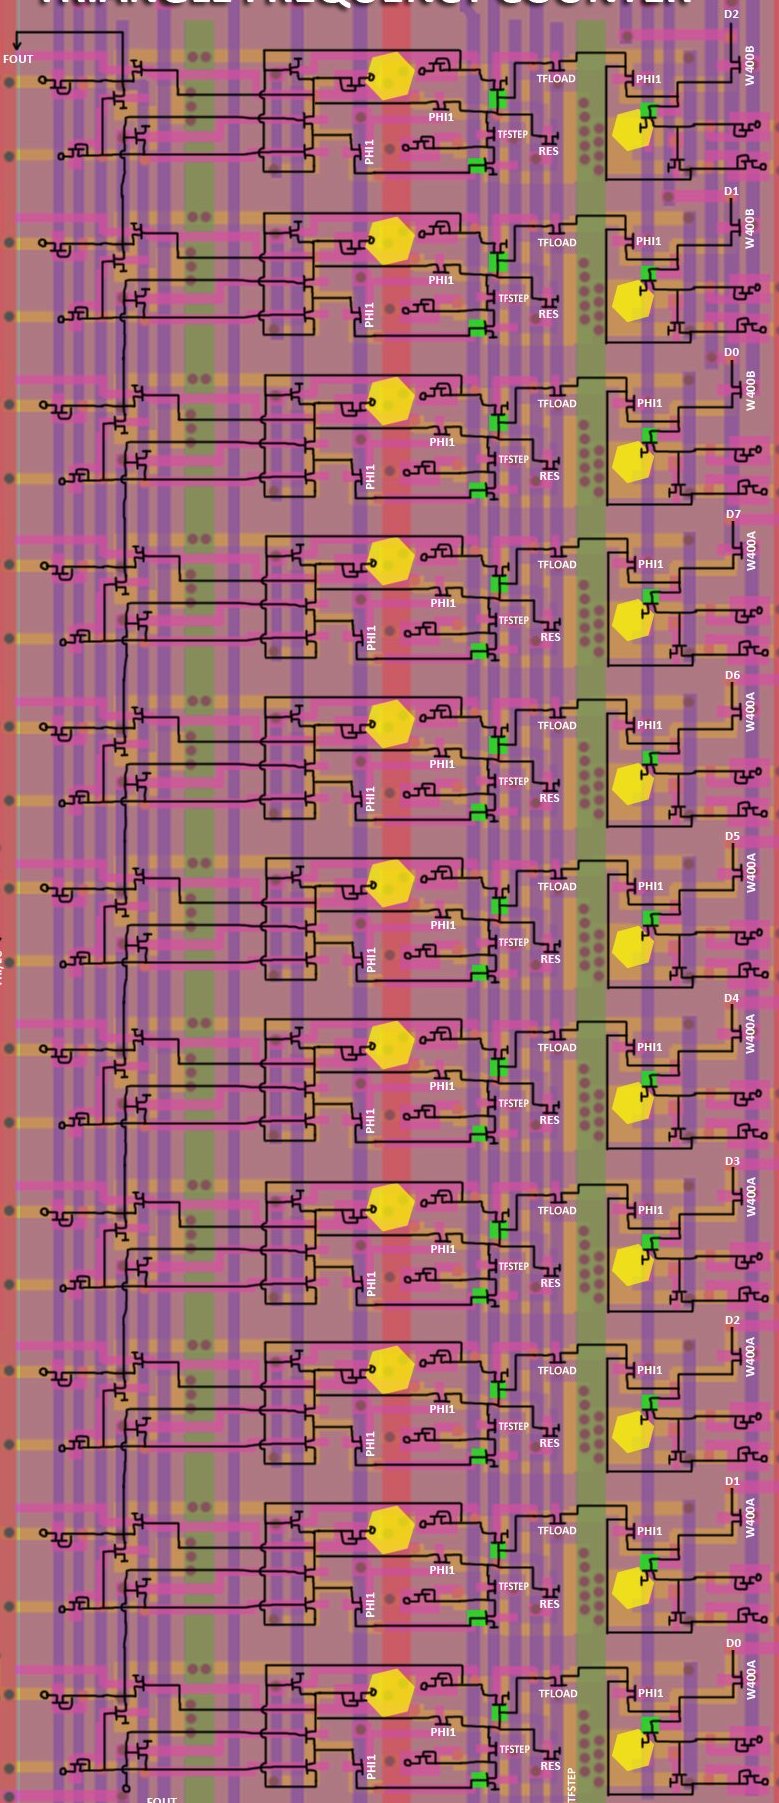 TRIANGLE FREQUENCY COUNTER
D2
FOUT
W400B
TFLOAD
PHI1
PHI1
TFSTEP
PHI1
RES
D1
W400B
TFLOAD
PHI1
PHI1
TFSTEP
PHI1
RES
D0
W400B
TFLOAD
PHI1
PHI1
TFSTEP
PHI1
RES
D7
W400A
TFLOAD
PHI1
PHI1
TFSTEP
PHI1
RES
D6
W400A
TFLOAD
PHI1
PHI1
TFSTEP
PHI1
RES
D5
W400A
TFLOAD
PHI1
PHI1
TFSTEP
PHI1
RES
D4
W400A
TFLOAD
PHI1
PHI1
TFSTEP
PHI1
RES
D3
W400A
TFLOAD
PHI1
PHI1
TFSTEP
PHI1
RES
D2
W400A
TFLOAD
PHI1
PHI1
TFSTEP
PHI1
RES
D1
W400A
TFLOAD
PHI1
PHI1
TFSTEP
PHI1
RES
D0
W400A
TFLOAD
PHI1
PHI1
TFSTEP
PHI1
RES
TFSTEP
FOUT